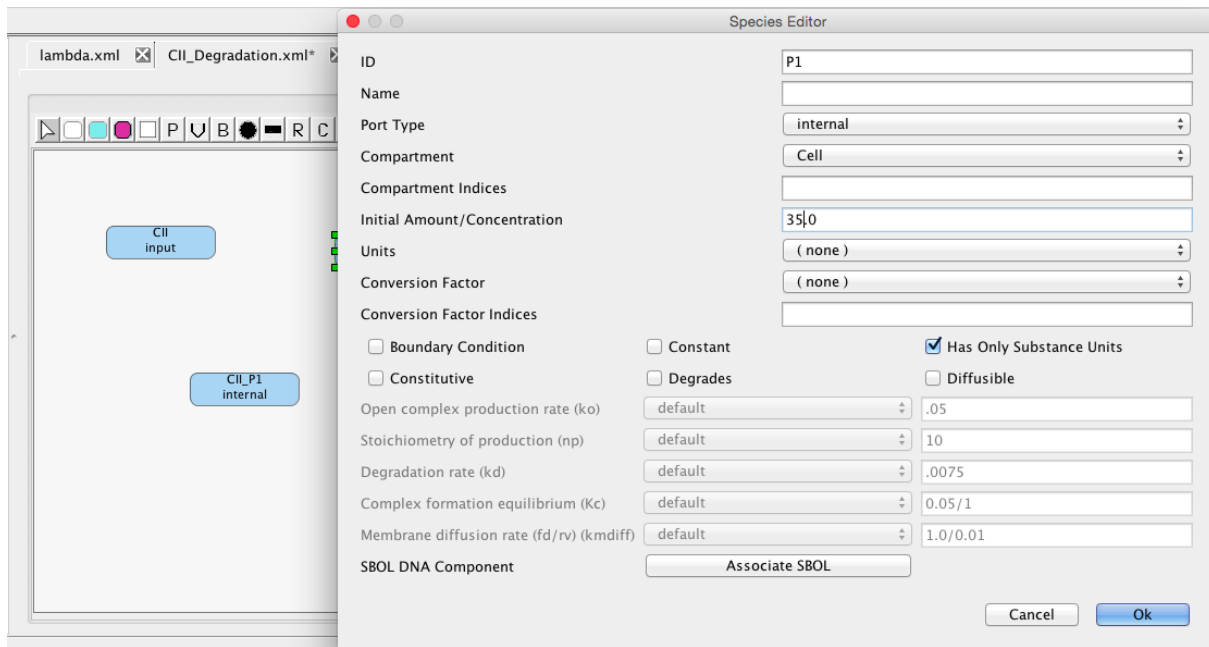 Species Editor
lambda.xml CII_Degradation.xml*
P V B R C
CII
input
CII_P1
internal
ID P1
Name
Port Type internal
Compartment Cell
Compartment Indices
Initial Amount/Concentration 35.0
Units ( none )
Conversion Factor ( none )
Conversion Factor Indices
Boundary Condition Constant Has Only Substance Units
Constitutive Degrades Diffusible
Open complex production rate (ko) default .05
Stoichiometry of production (np) default 10
Degradation rate (kd) default .0075
Complex formation equilibrium (Kc) default 0.05/1
Membrane diffusion rate (fd/rv) (kmdiff) default 1.0/0.01
SBOL DNA Component Associate SBOL
Cancel Ok